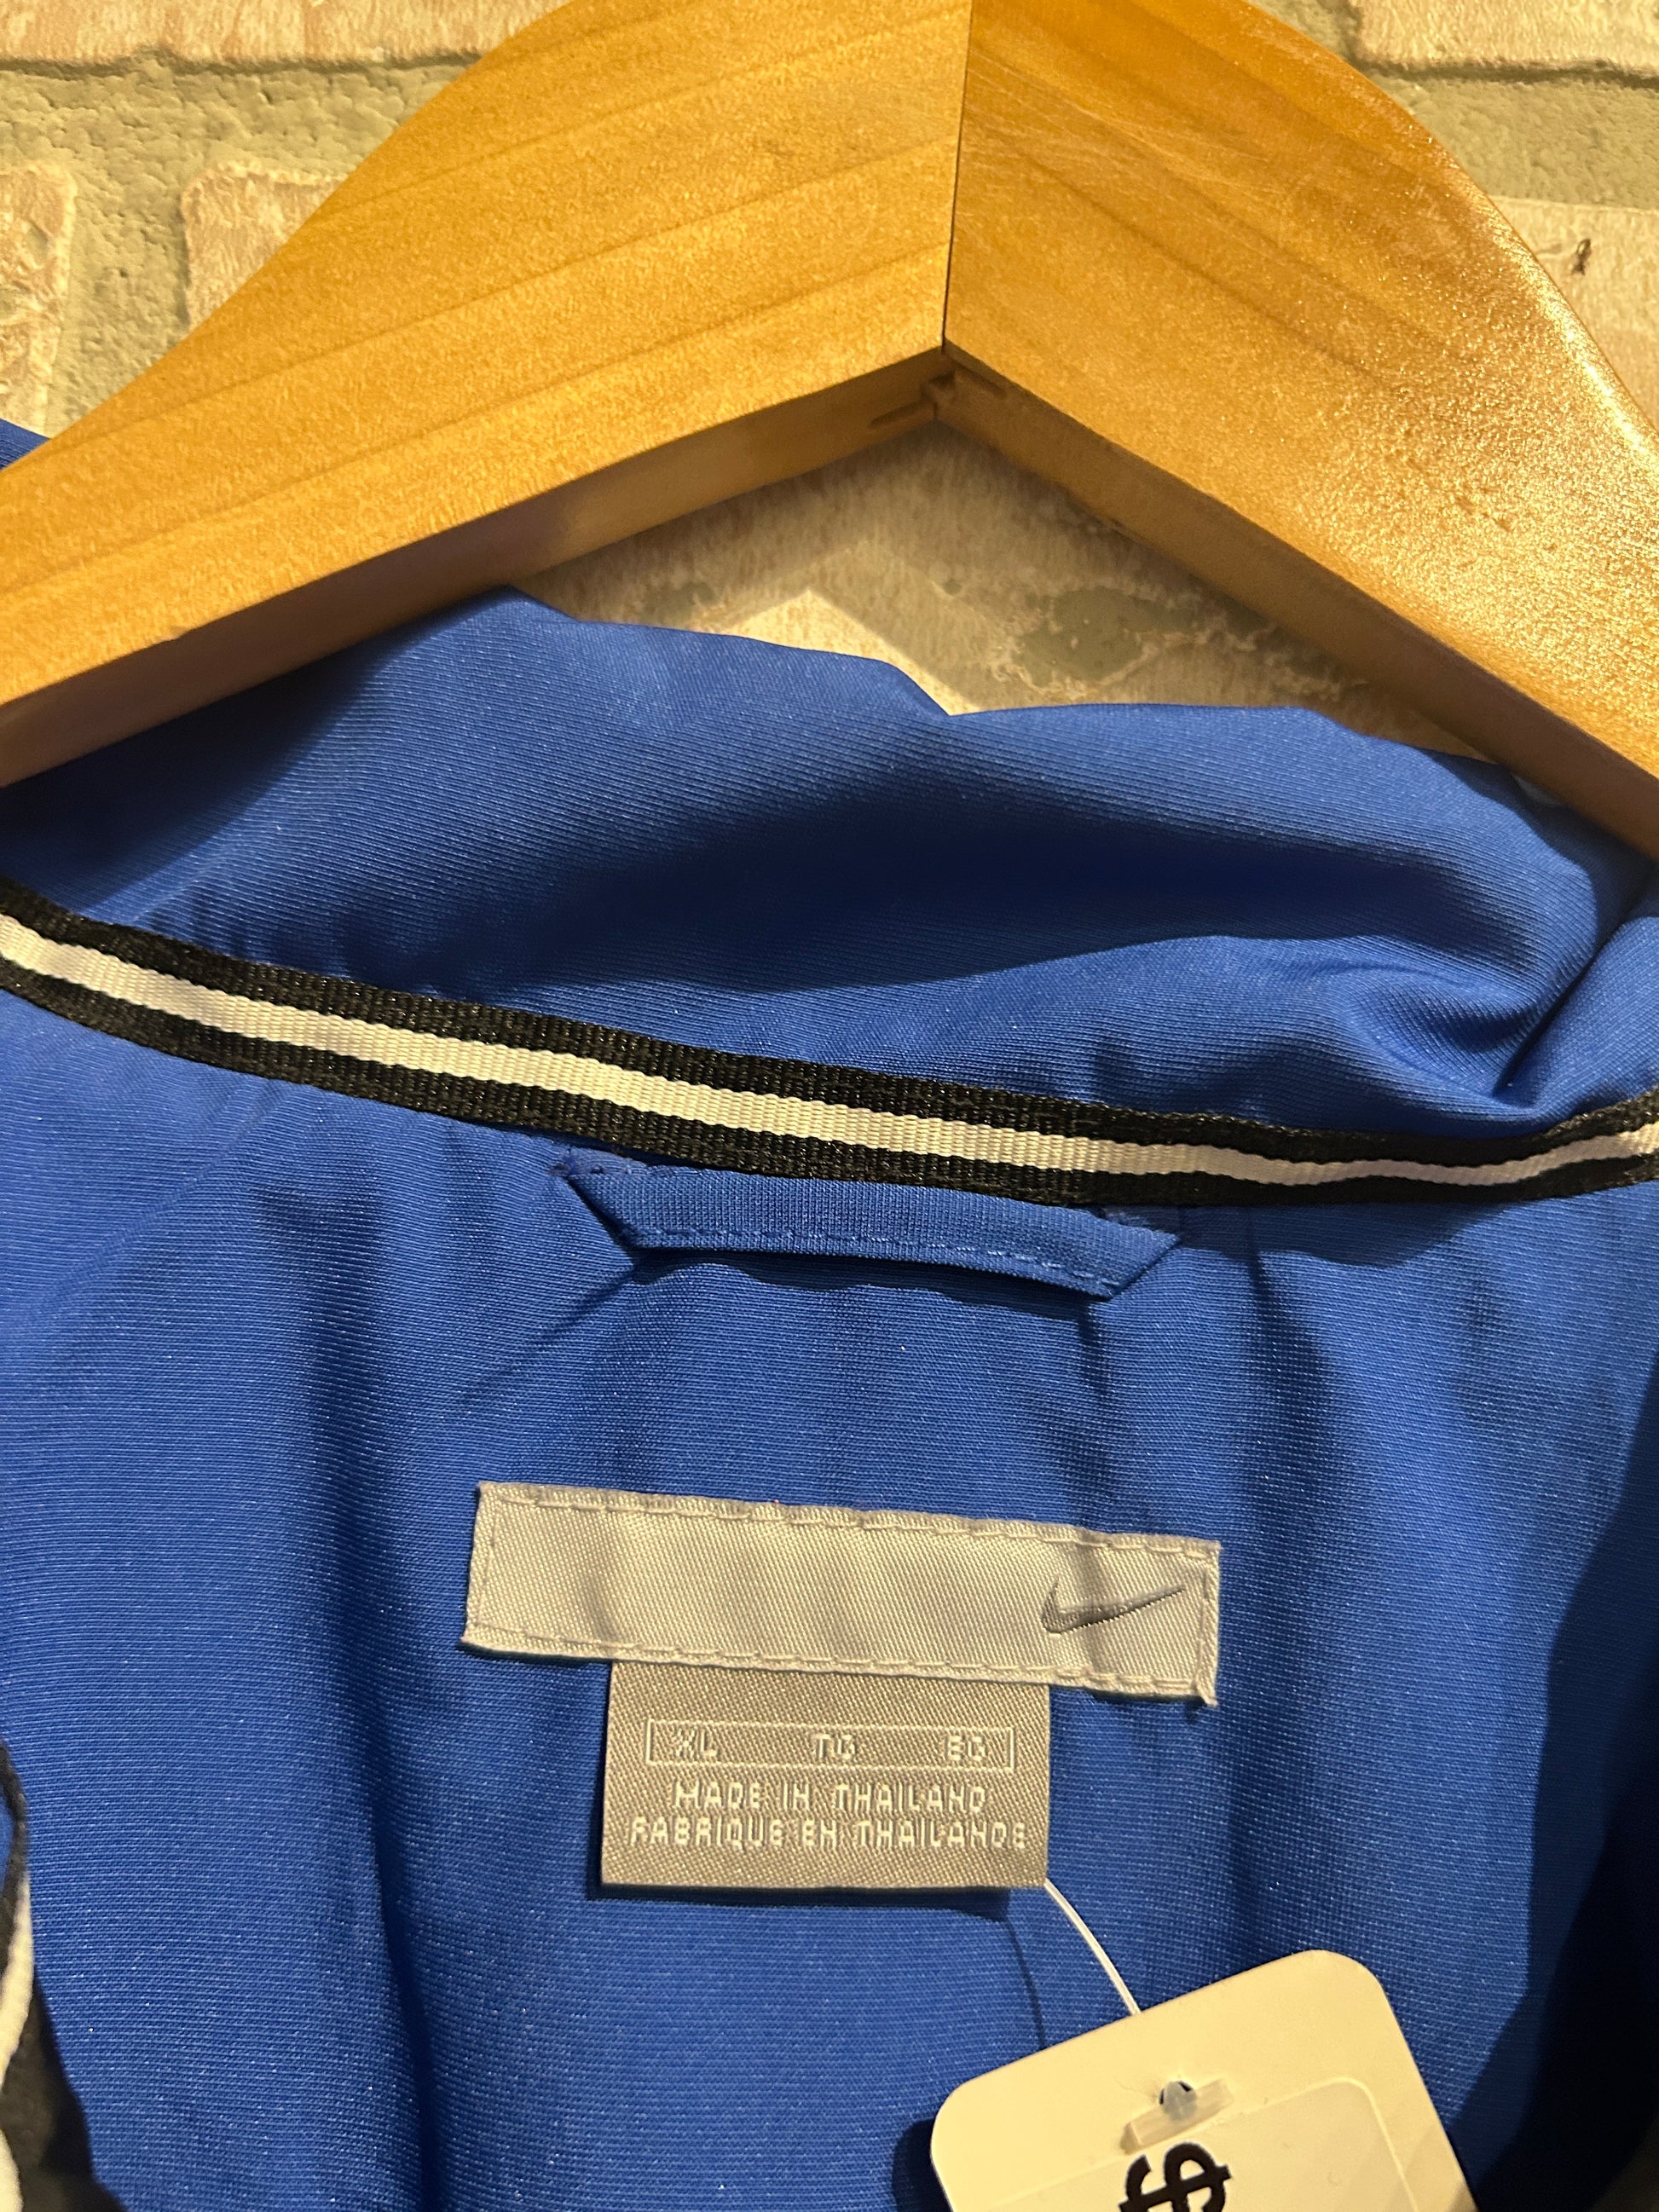 XL TG EG
MADE IN THAILAND
FABRIQUE EN THAILANDE
$